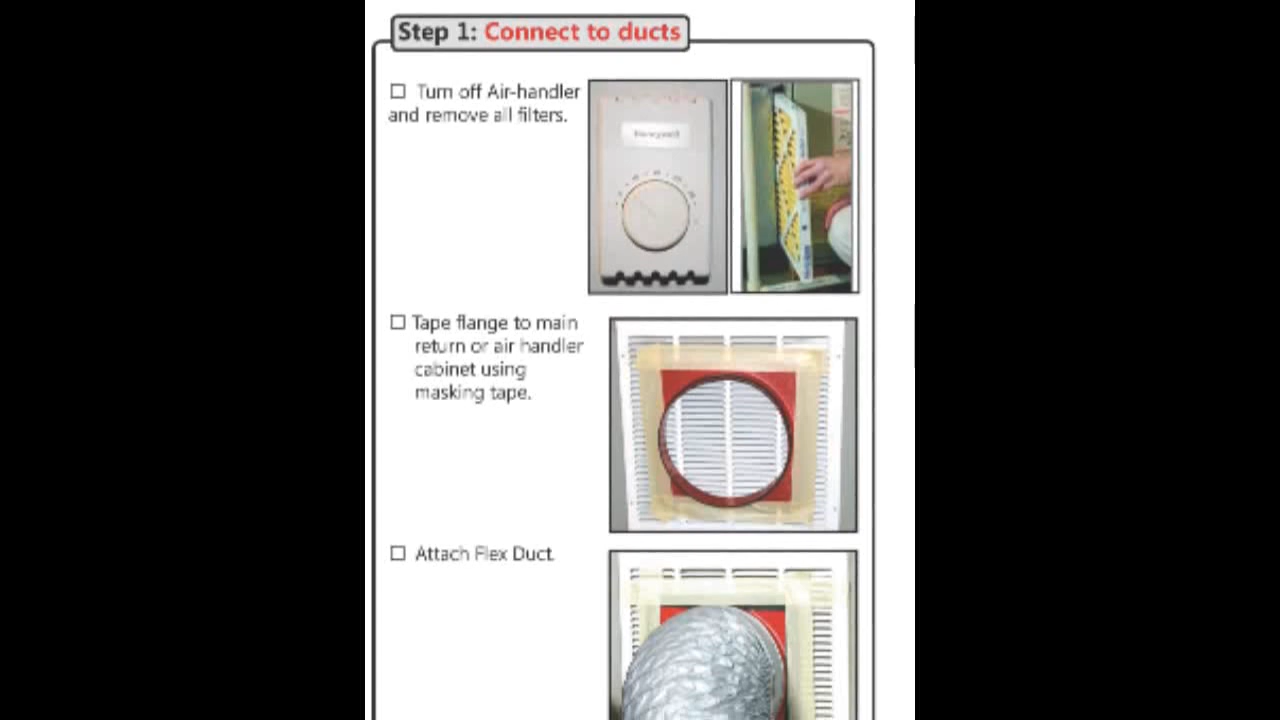 Step 1: Connect to ducts
☐ Turn off Air-handler
and remove all filters.
Honeywell
☐ Tape flange to main
return or air handler
cabinet using
masking tape.
☐ Attach Flex Duct.